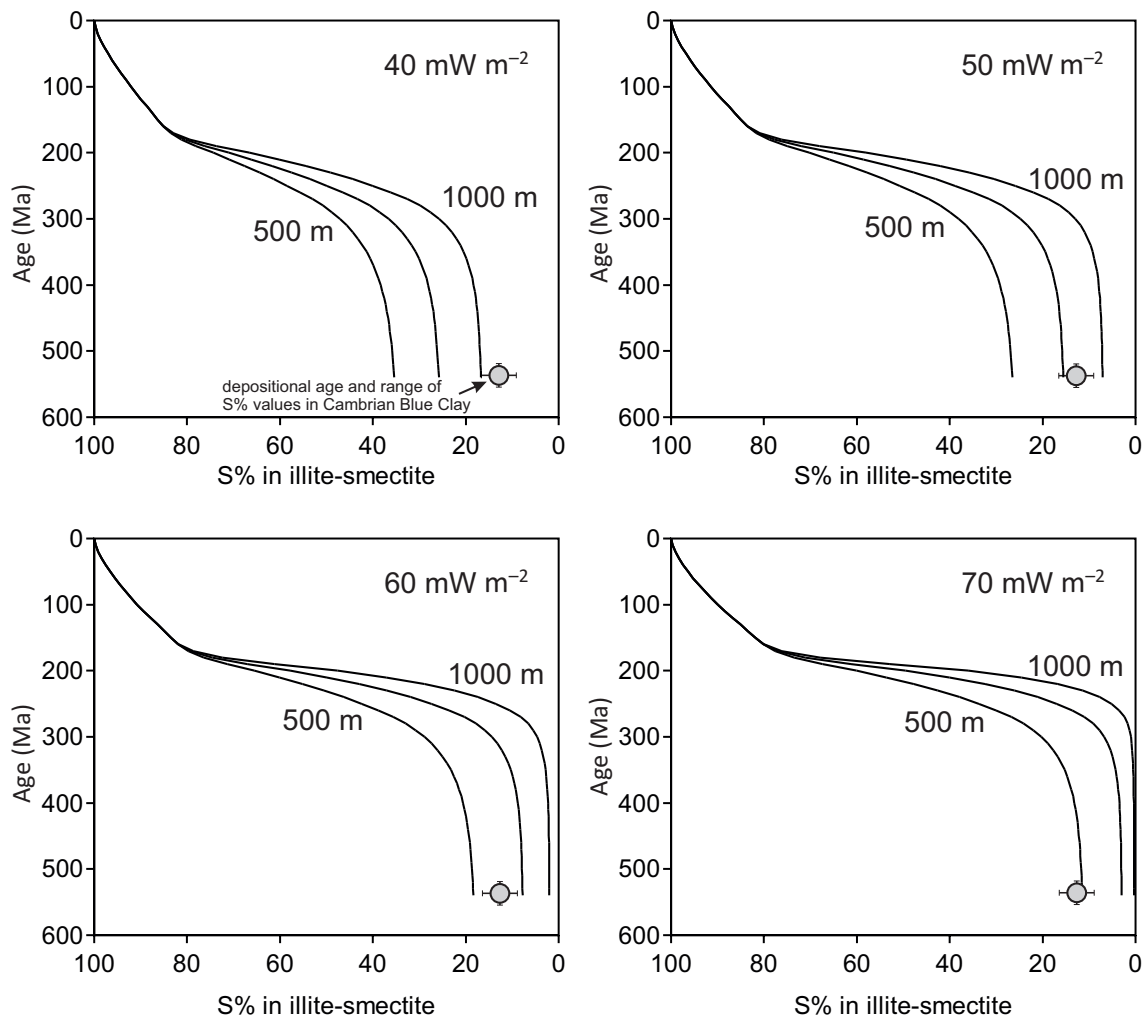 40 mW m⁻²
0
100
200
300
400
500
600
Age (Ma)
1000 m
500 m
depositional age and range of
S% values in Cambrian Blue Clay
100 80 60 40 20 0
S% in illite-smectite
50 mW m⁻²
0
100
200
300
400
500
600
Age (Ma)
1000 m
500 m
100 80 60 40 20 0
S% in illite-smectite
60 mW m⁻²
0
100
200
300
400
500
600
Age (Ma)
1000 m
500 m
100 80 60 40 20 0
S% in illite-smectite
70 mW m⁻²
0
100
200
300
400
500
600
Age (Ma)
1000 m
500 m
100 80 60 40 20 0
S% in illite-smectite